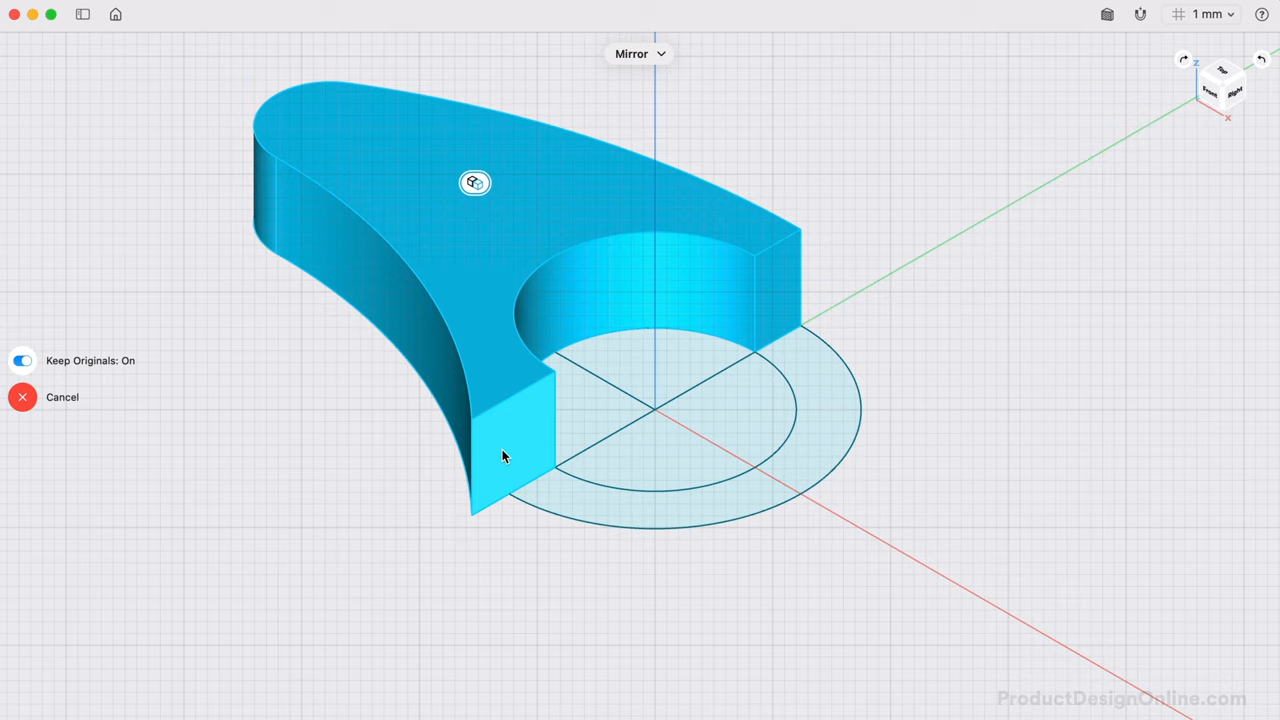 1 mm
Mirror
Z
Top
Front
Right
X
Keep Originals: On
Cancel
ProductDesignOnline.com